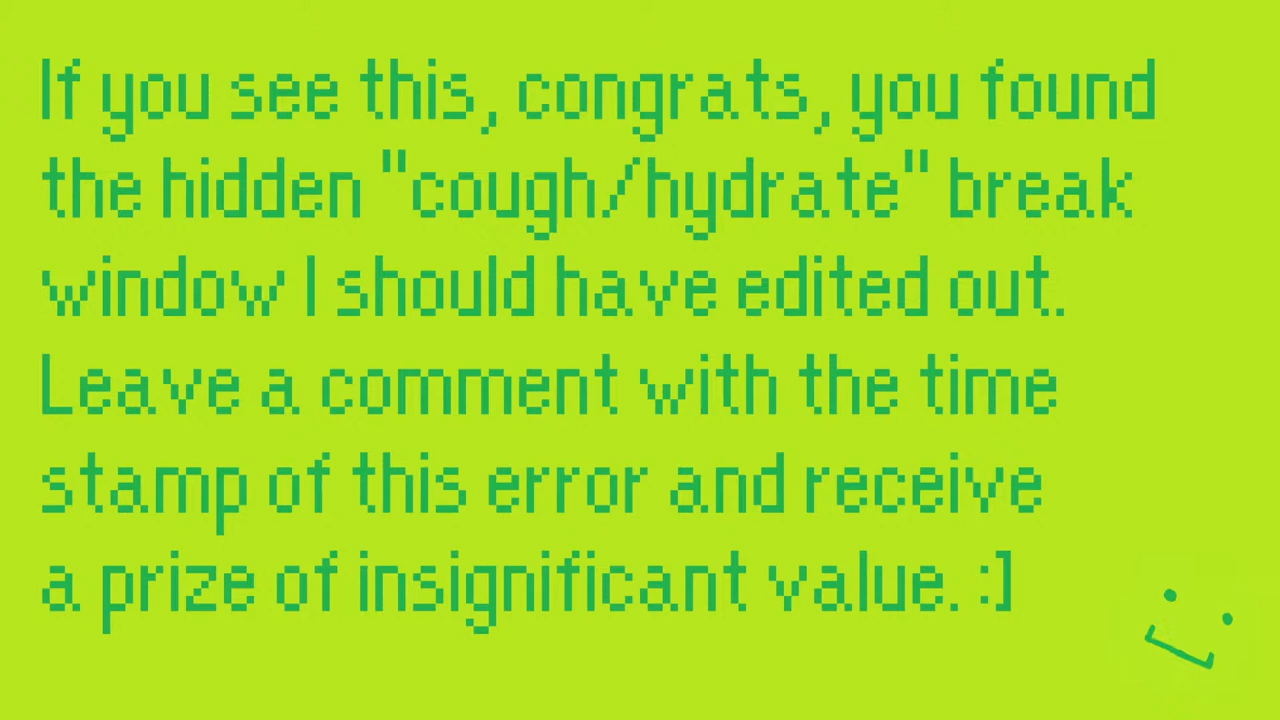 If you see this, congrats, you found
the hidden "cough/hydrate" break
window I should have edited out.
Leave a comment with the time
stamp of this error and receive
a prize of insignificant value. :]